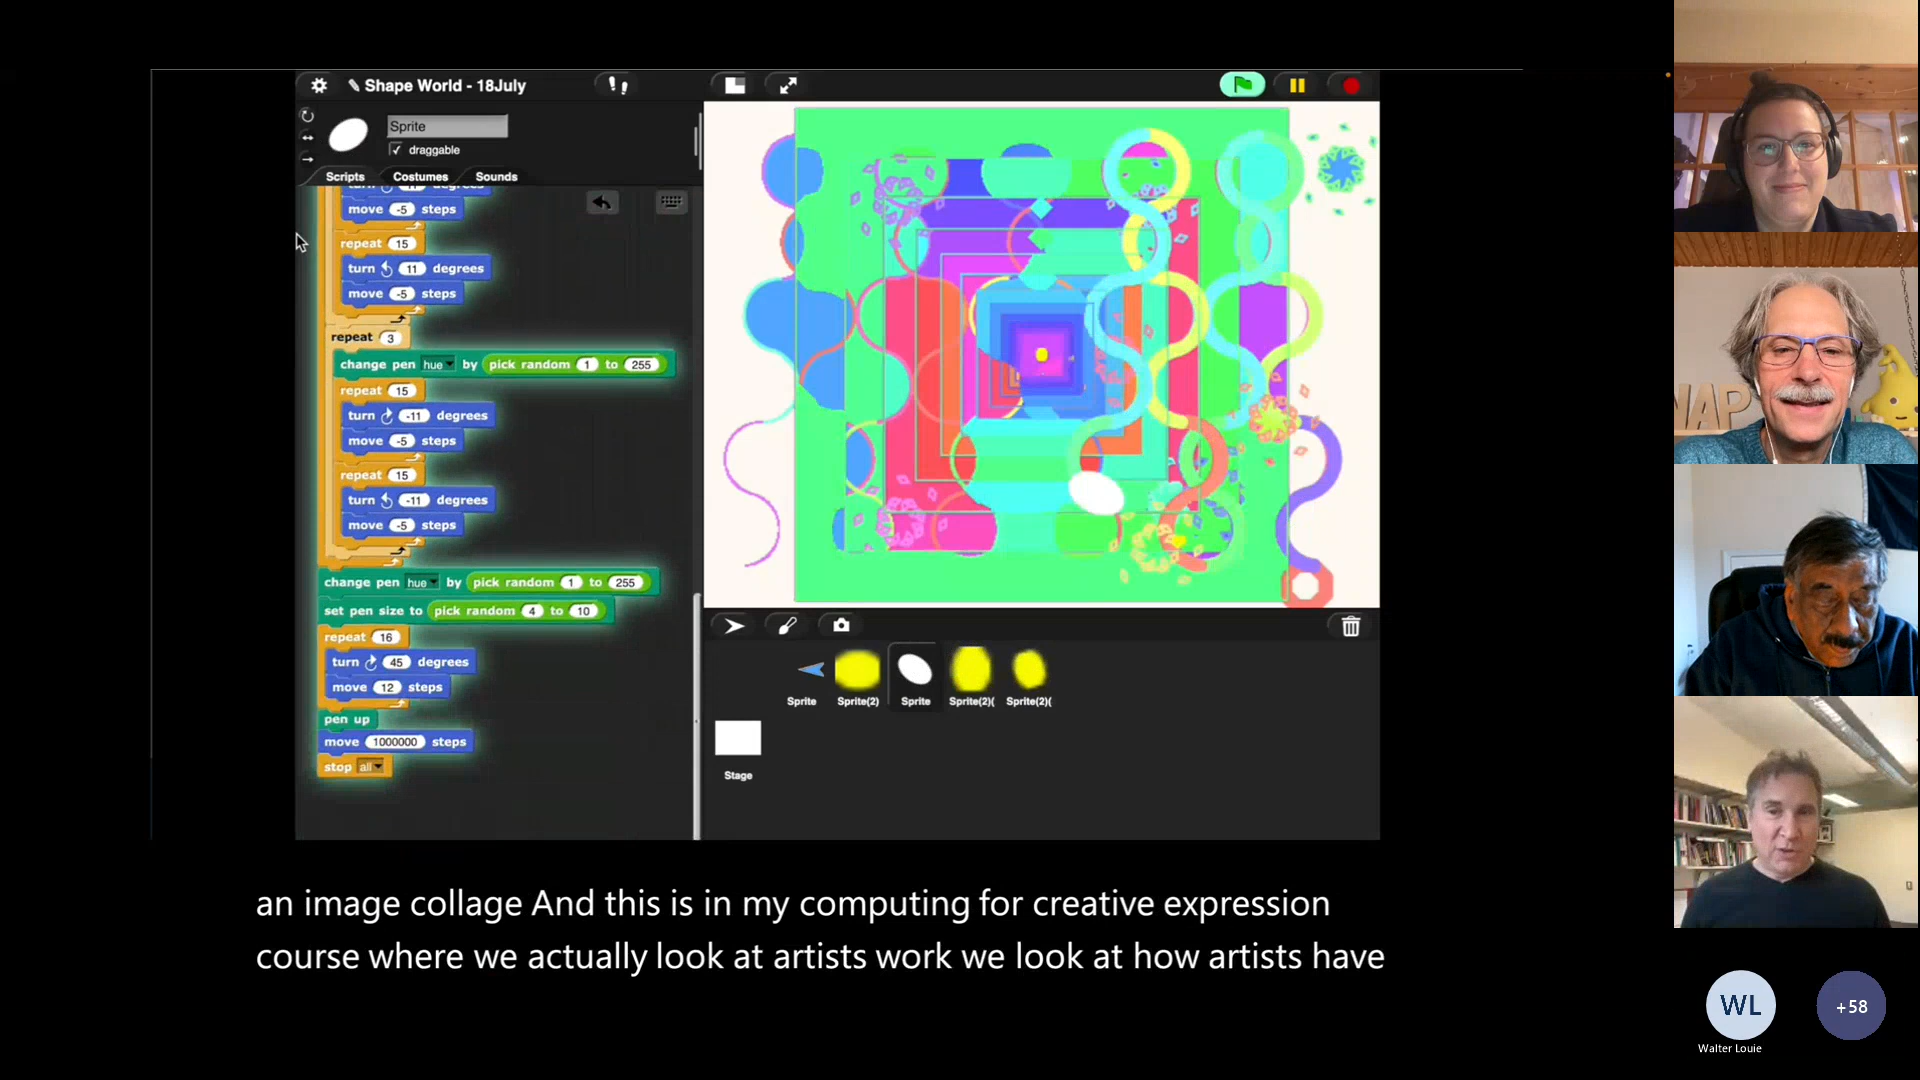 Shape World - 18July
Sprite
draggable
Scripts Costumes Sounds
move -5 steps
repeat 15
turn 11 degrees
move -5 steps
repeat 3
change pen hue by pick random 1 to 255
repeat 15
turn -11 degrees
move -5 steps
repeat 15
turn -11 degrees
move -5 steps
change pen hue by pick random 1 to 255
set pen size to pick random 4 to 10
repeat 16
turn 45 degrees
move 12 steps
pen up
move 1000000 steps
stop all
Sprite Sprite(2) Sprite Sprite(2)( Sprite(2)(
Stage
an image collage And this is in my computing for creative expression
course where we actually look at artists work we look at how artists have
NAP
WL
+58
Walter Louie